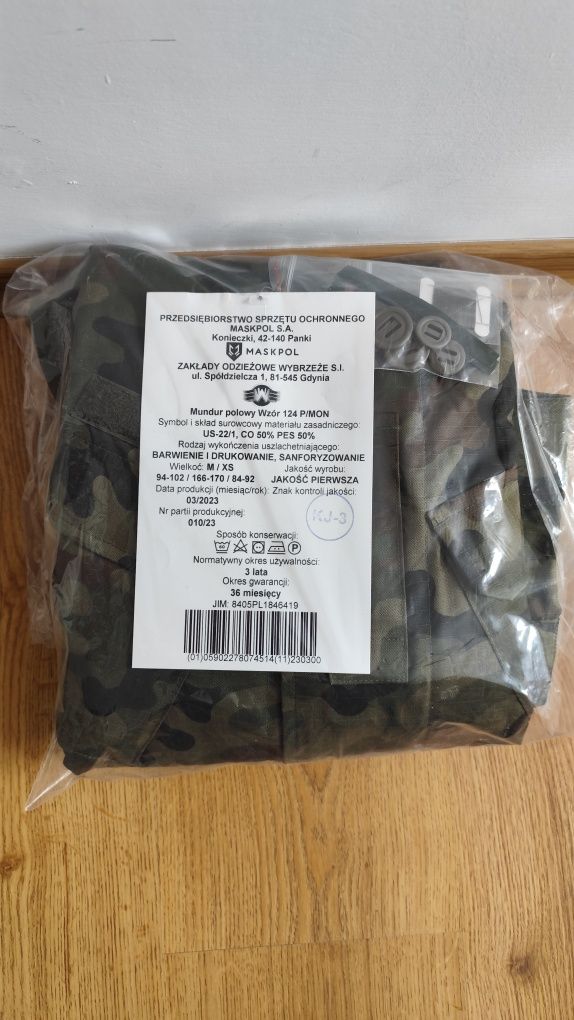 PRZEDSIĘBIORSTWO SPRZĘTU OCHRONNEGO
MASKPOL S.A.
Konieczki, 42-140 Panki
MASKPOL
ZAKŁADY ODZIEŻOWE WYBRZEŻE S.I.
ul. Spółdzielcza 1, 81-545 Gdynia
Mundur polowy Wzór 124 P/MON
Symbol i skład surowcowy materiału zasadniczego:
US-22/1, CO 50% PES 50%
Rodzaj wykończenia uszlachetniającego:
BARWIENIE I DRUKOWANIE, SANFORYZOWANIE
Wielkoć: M / XS Jakość wyrobu:
94-102 / 166-170 / 84-92 JAKOŚĆ PIERWSZA
Data produkcji (miesiąc/rok): Znak kontroli jakości:
03/2023
Nr partii produkcyjnej:
010/23
KJ-3
Sposób konserwacji:
60 P
Normatywny okres używalności:
3 lata
Okres gwarancji:
36 miesięcy
JIM: 8405PL1846419
(01)05902278074514(11)230300